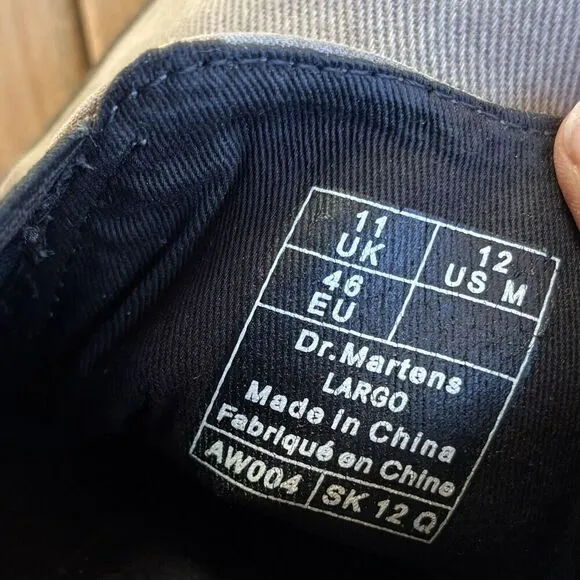 11
UK
12
US M
46
EU
Dr.Martens
LARGO
Made in China
Fabriqué en Chine
AW004
SK 12 Q